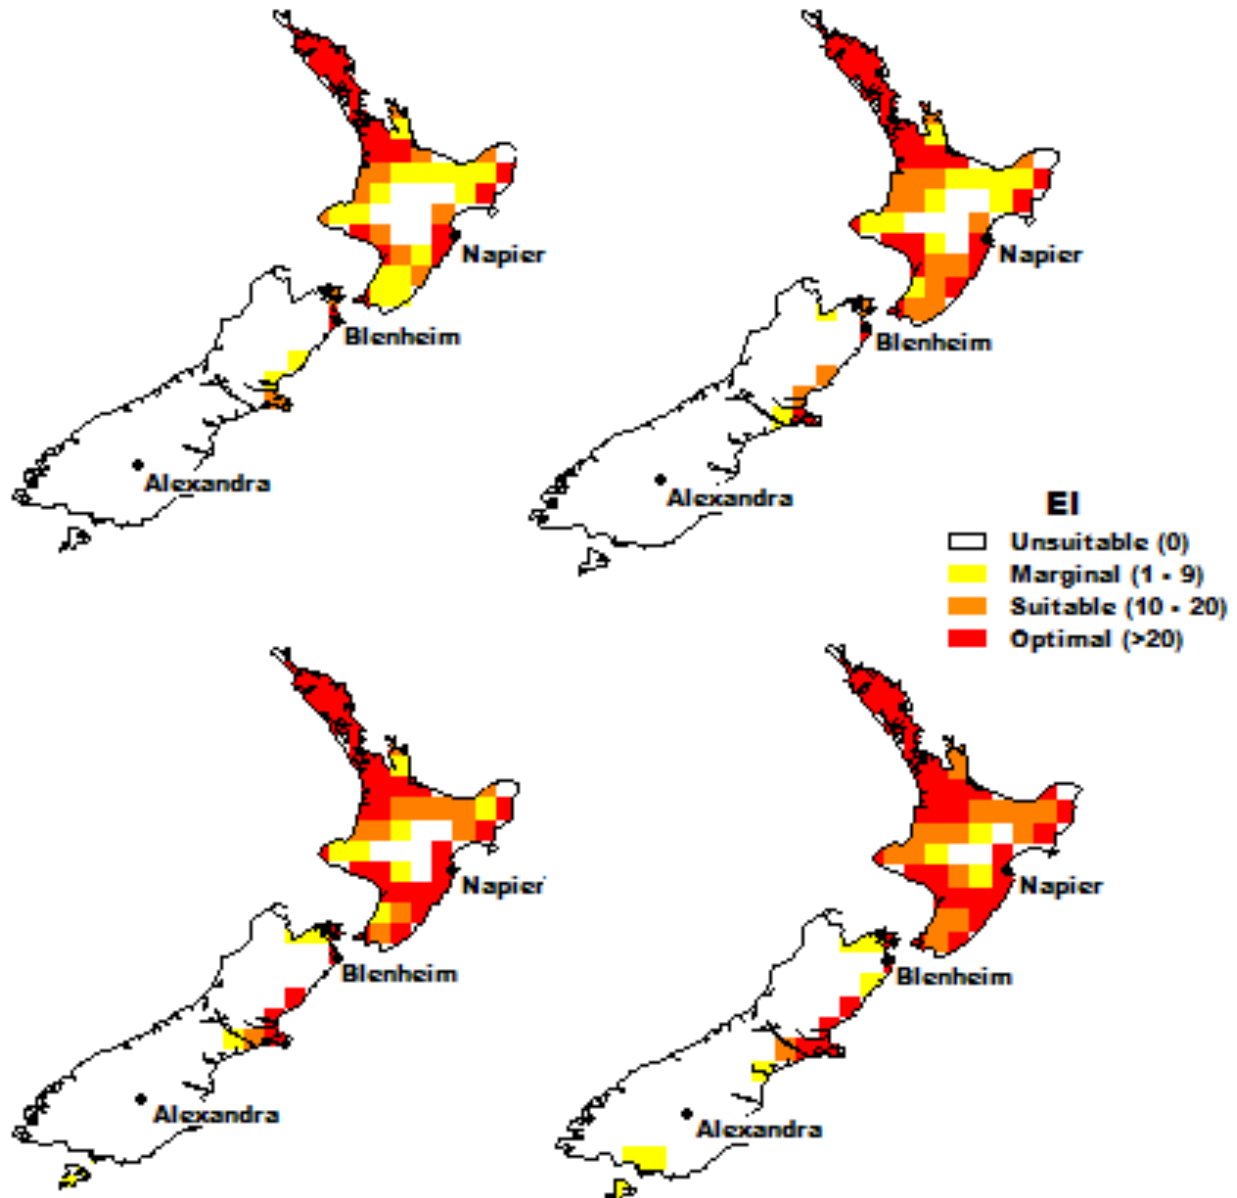 Napier
Blenheim
Alexandra
Napier
Blenheim
Alexandra
EI
Unsuitable (0)
Marginal (1 - 9)
Suitable (10 - 20)
Optimal (>20)
Napier
Blenheim
Alexandra
Napier
Blenheim
Alexandra